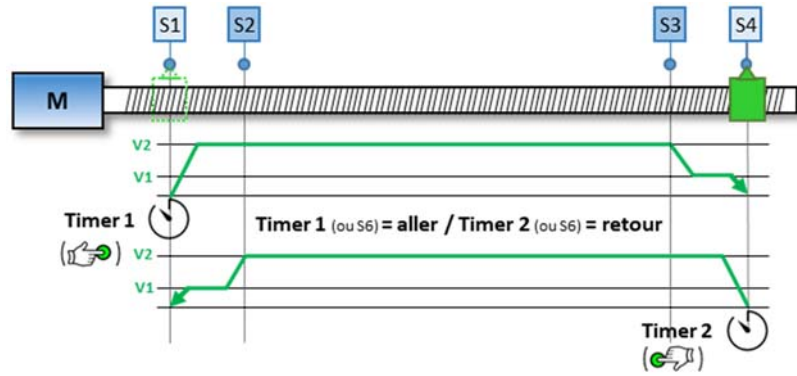 S1 S2 S3 S4
M
V2
V1
Timer 1
Timer 1 (ou S6) = aller / Timer 2 (ou S6) = retour
V2
V1
Timer 2